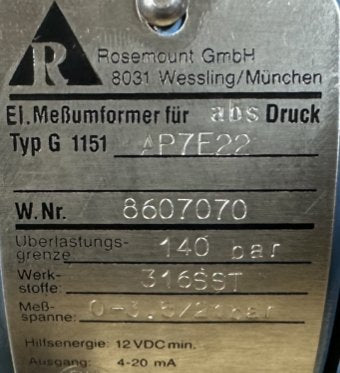 R
Rosemount GmbH
8031 Wessling/München
El. Meßumformer für abs Druck
Typ G 1151 AP7E22
W.Nr. 8607070
Überlastungs-
grenze: 140 bar
Werk-
stoffe: 316SST
Meß-
spanne:
Hilfsenergie: 12 VDC min.
Ausgang: 4-20 mA